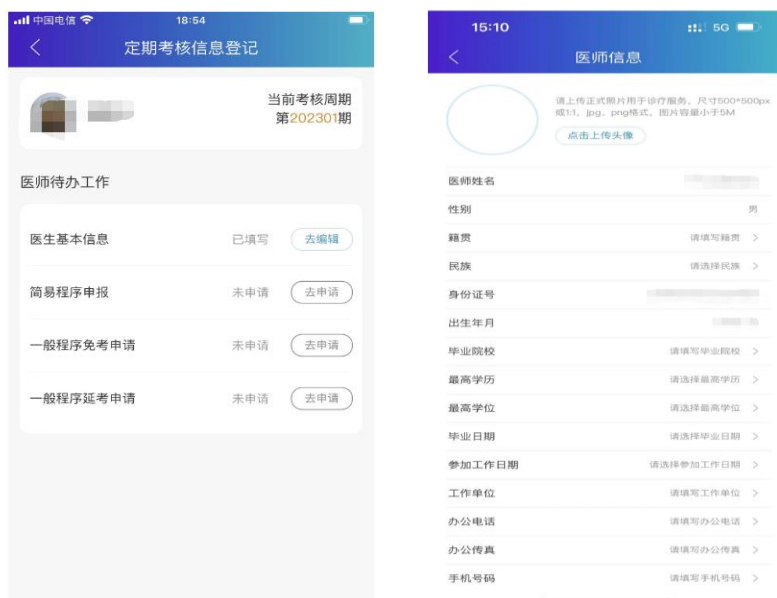 中国电信
18:54
定期考核信息登记
当前考核周期
第202301期
医师待办工作
医生基本信息 已填写 去编辑
简易程序申报 未申请 去申请
一般程序免考申请 未申请 去申请
一般程序延考申请 未申请 去申请
15:10
5G
医师信息
请上传正式照片用于诊疗服务，尺寸500*500px
或1:1，jpg、png格式，图片容量小于5M
点击上传头像
医师姓名
性别 男
籍贯 请填写籍贯 >
民族 请选择民族 >
身份证号
出生年月
毕业院校 请填写毕业院校 >
最高学历 请选择最高学历 >
最高学位 请选择最高学位 >
毕业日期 请选择毕业日期 >
参加工作日期 请选择参加工作日期 >
工作单位 请填写工作单位 >
办公电话 请填写办公电话 >
办公传真 请填写办公传真 >
手机号码 请填写手机号码 >